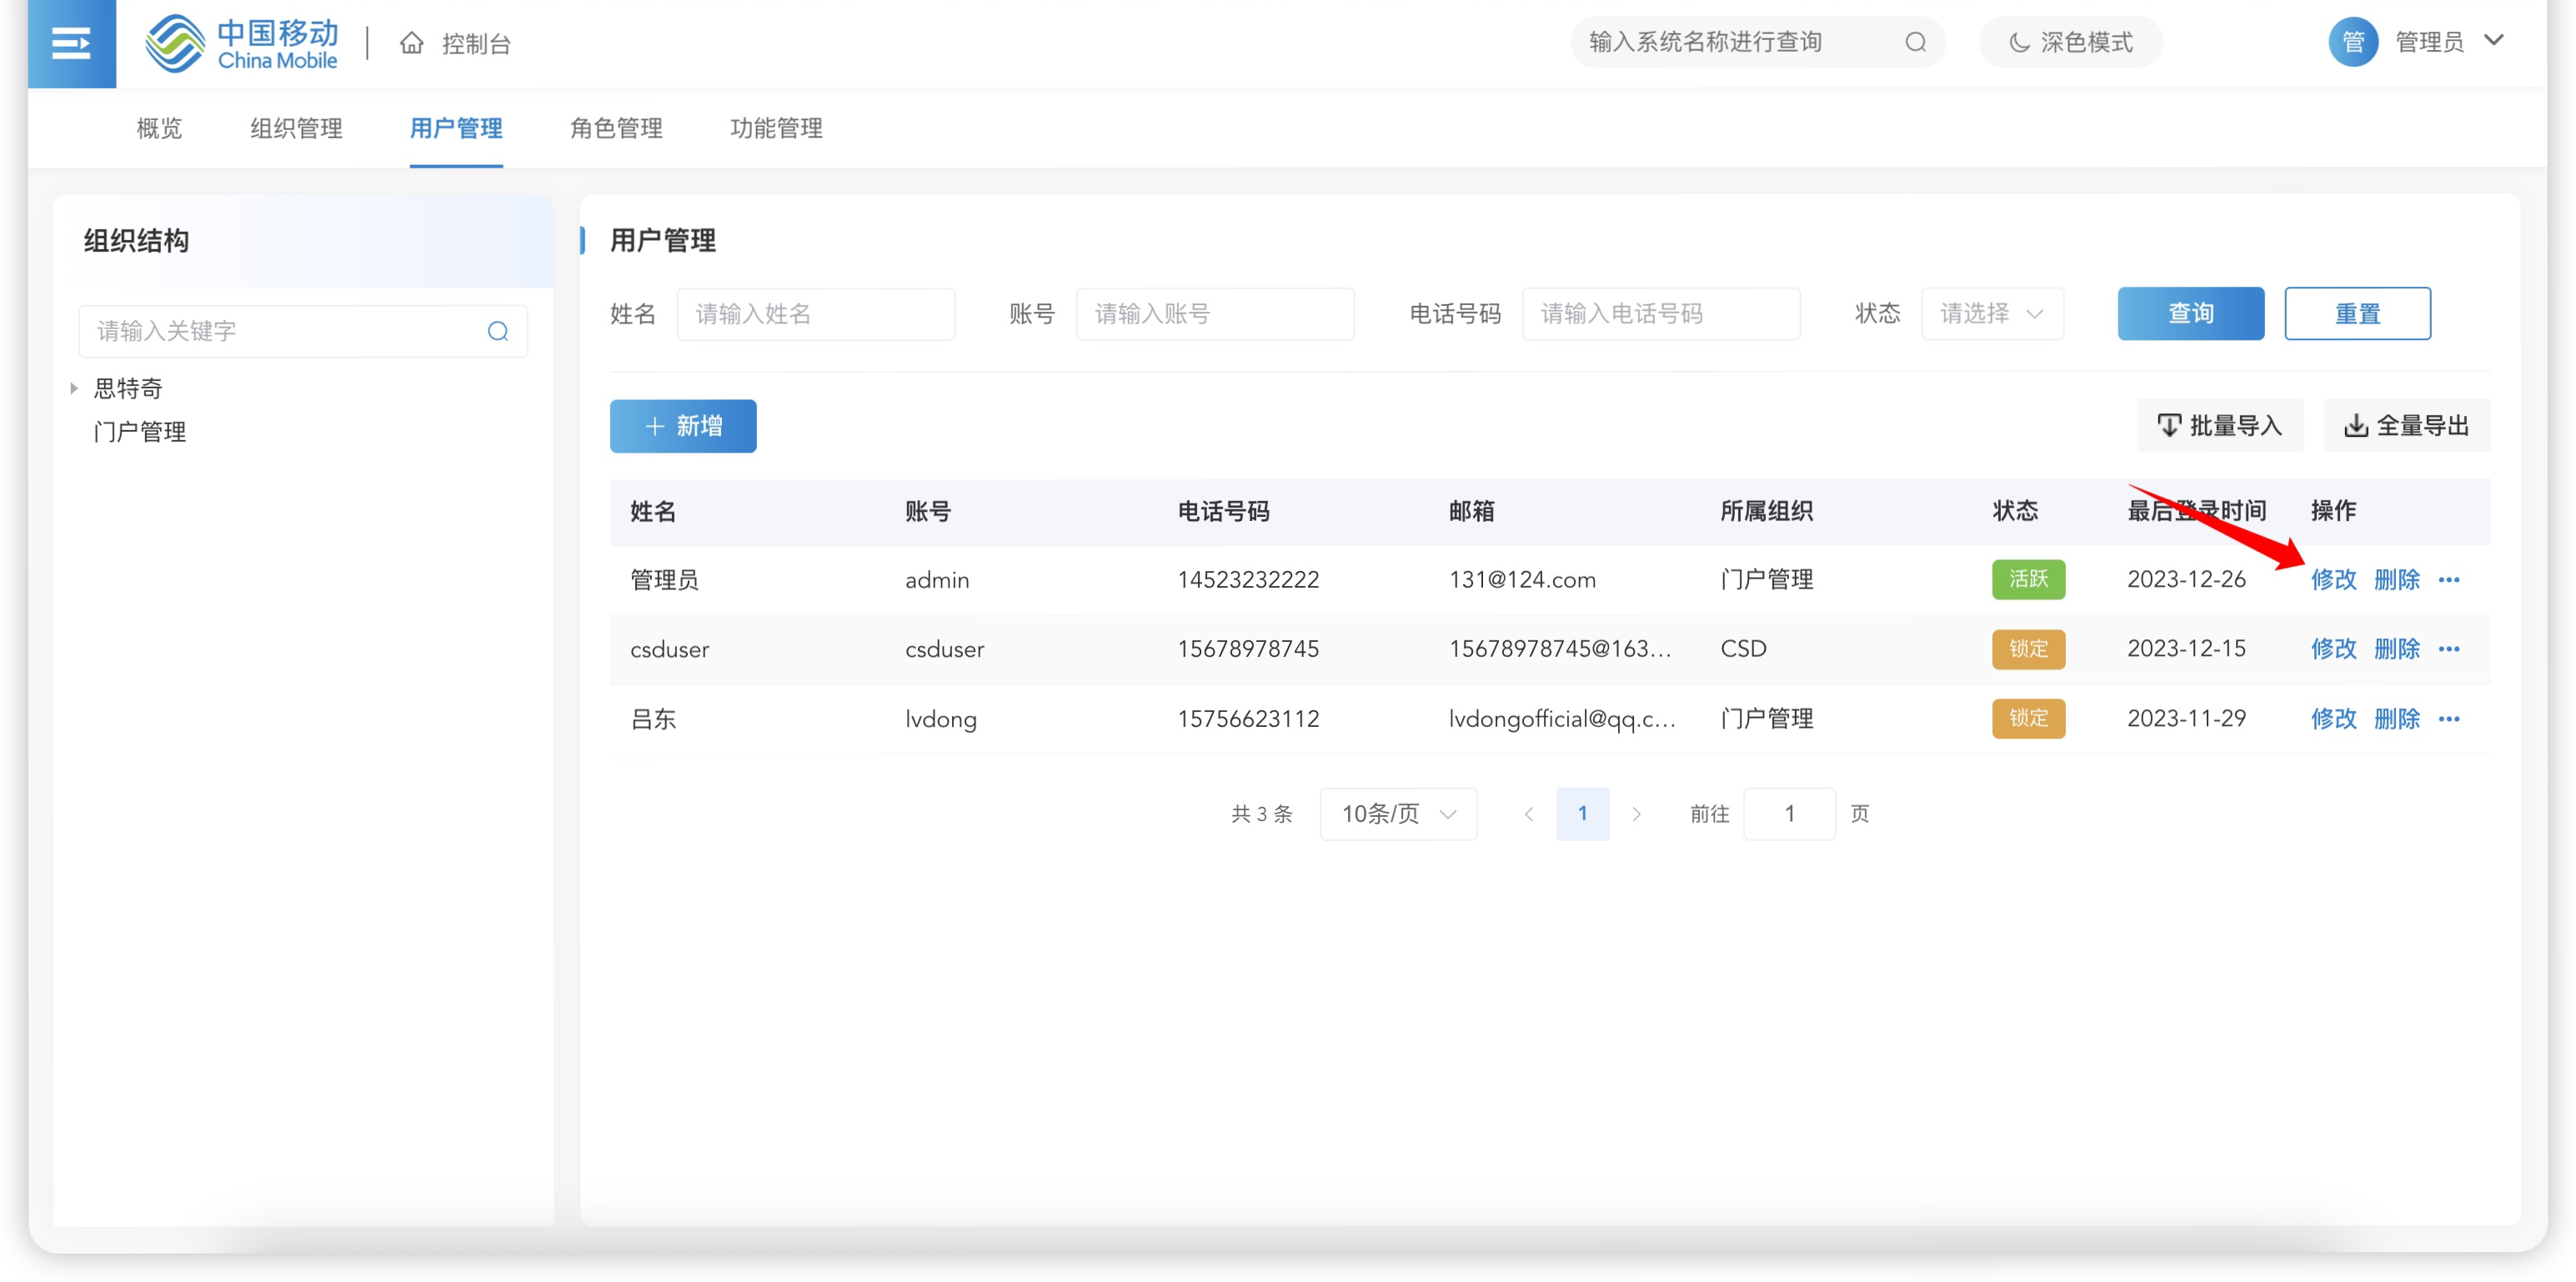 中国移动
China Mobile
控制台
输入系统名称进行查询
深色模式
管
管理员
概览
组织管理
用户管理
角色管理
功能管理
组织结构
请输入关键字
思特奇
门户管理
用户管理
姓名 请输入姓名
账号 请输入账号
电话号码 请输入电话号码
状态 请选择
查询
重置
新增
批量导入
全量导出
姓名 账号 电话号码 邮箱 所属组织 状态 最后登录时间 操作
管理员 admin 14523232222 131@124.com 门户管理 活跃 2023-12-26 修改 删除 •••
csduser csduser 15678978745 15678978745@163... CSD 锁定 2023-12-15 修改 删除 •••
吕东 lvdong 15756623112 lvdongofficial@qq.c... 门户管理 锁定 2023-11-29 修改 删除 •••
共 3 条 10条/页 1 前往 1 页